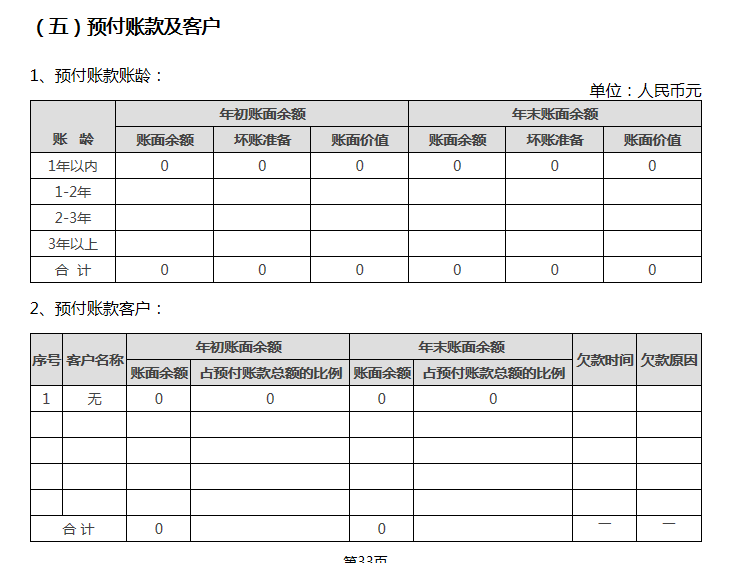 （五）预付账款及客户
1、预付账款账龄：
单位：人民币元
账 龄 年初账面余额 年末账面余额
账面余额 坏账准备 账面价值 账面余额 坏账准备 账面价值
1年以内 0 0 0 0 0 0
1-2年
2-3年
3年以上
合 计 0 0 0 0 0 0
2、预付账款客户：
序号 客户名称 年初账面余额 年末账面余额 欠款时间 欠款原因
账面余额 占预付账款总额的比例 账面余额 占预付账款总额的比例
1 无 0 0 0 0
合 计 0 0 — —
第33页